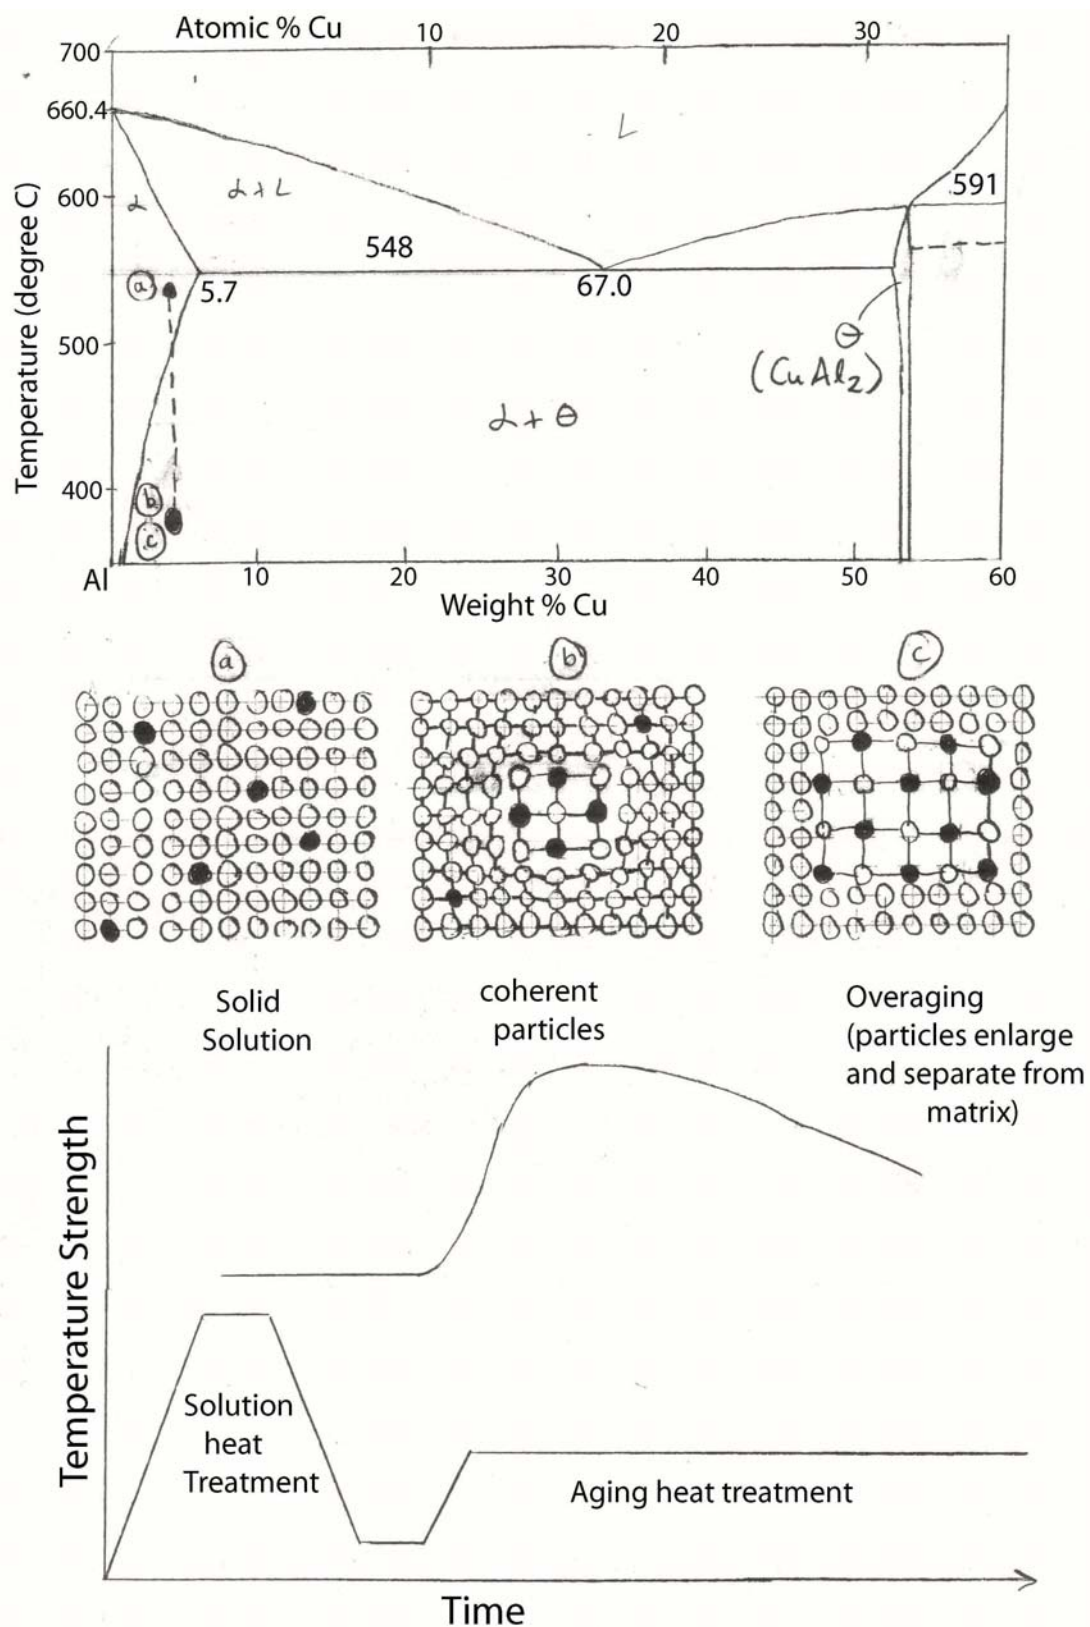 Atomic % Cu
10
20
30
700
660.4
L
α
α + L
591
600
548
5.7
67.0
a
θ
(CuAl₂)
500
α + θ
400
b
c
Temperature (degree C)
Al
10
20
30
40
50
60
Weight % Cu
a
b
c
Solid
Solution
coherent
particles
Overaging
(particles enlarge
and separate from
matrix)
Temperature Strength
Solution
heat
Treatment
Aging heat treatment
Time